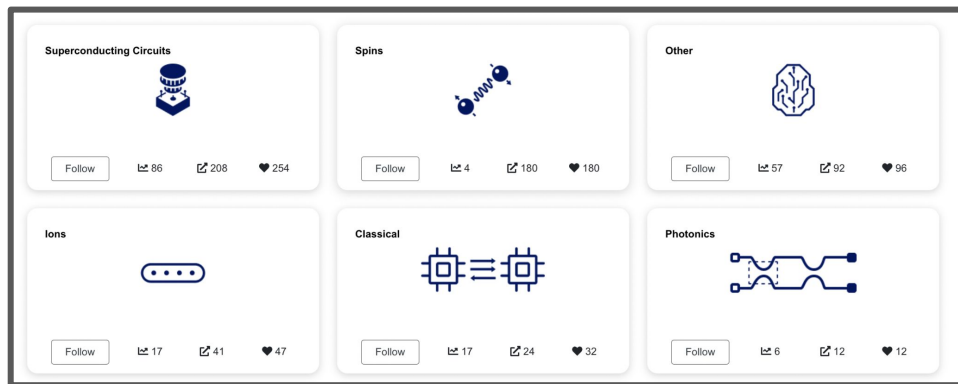 Superconducting Circuits
Follow 86 208 254
Spins
Follow 4 180 180
Other
Follow 57 92 96
Ions
Follow 17 41 47
Classical
Follow 17 24 32
Photonics
Follow 6 12 12